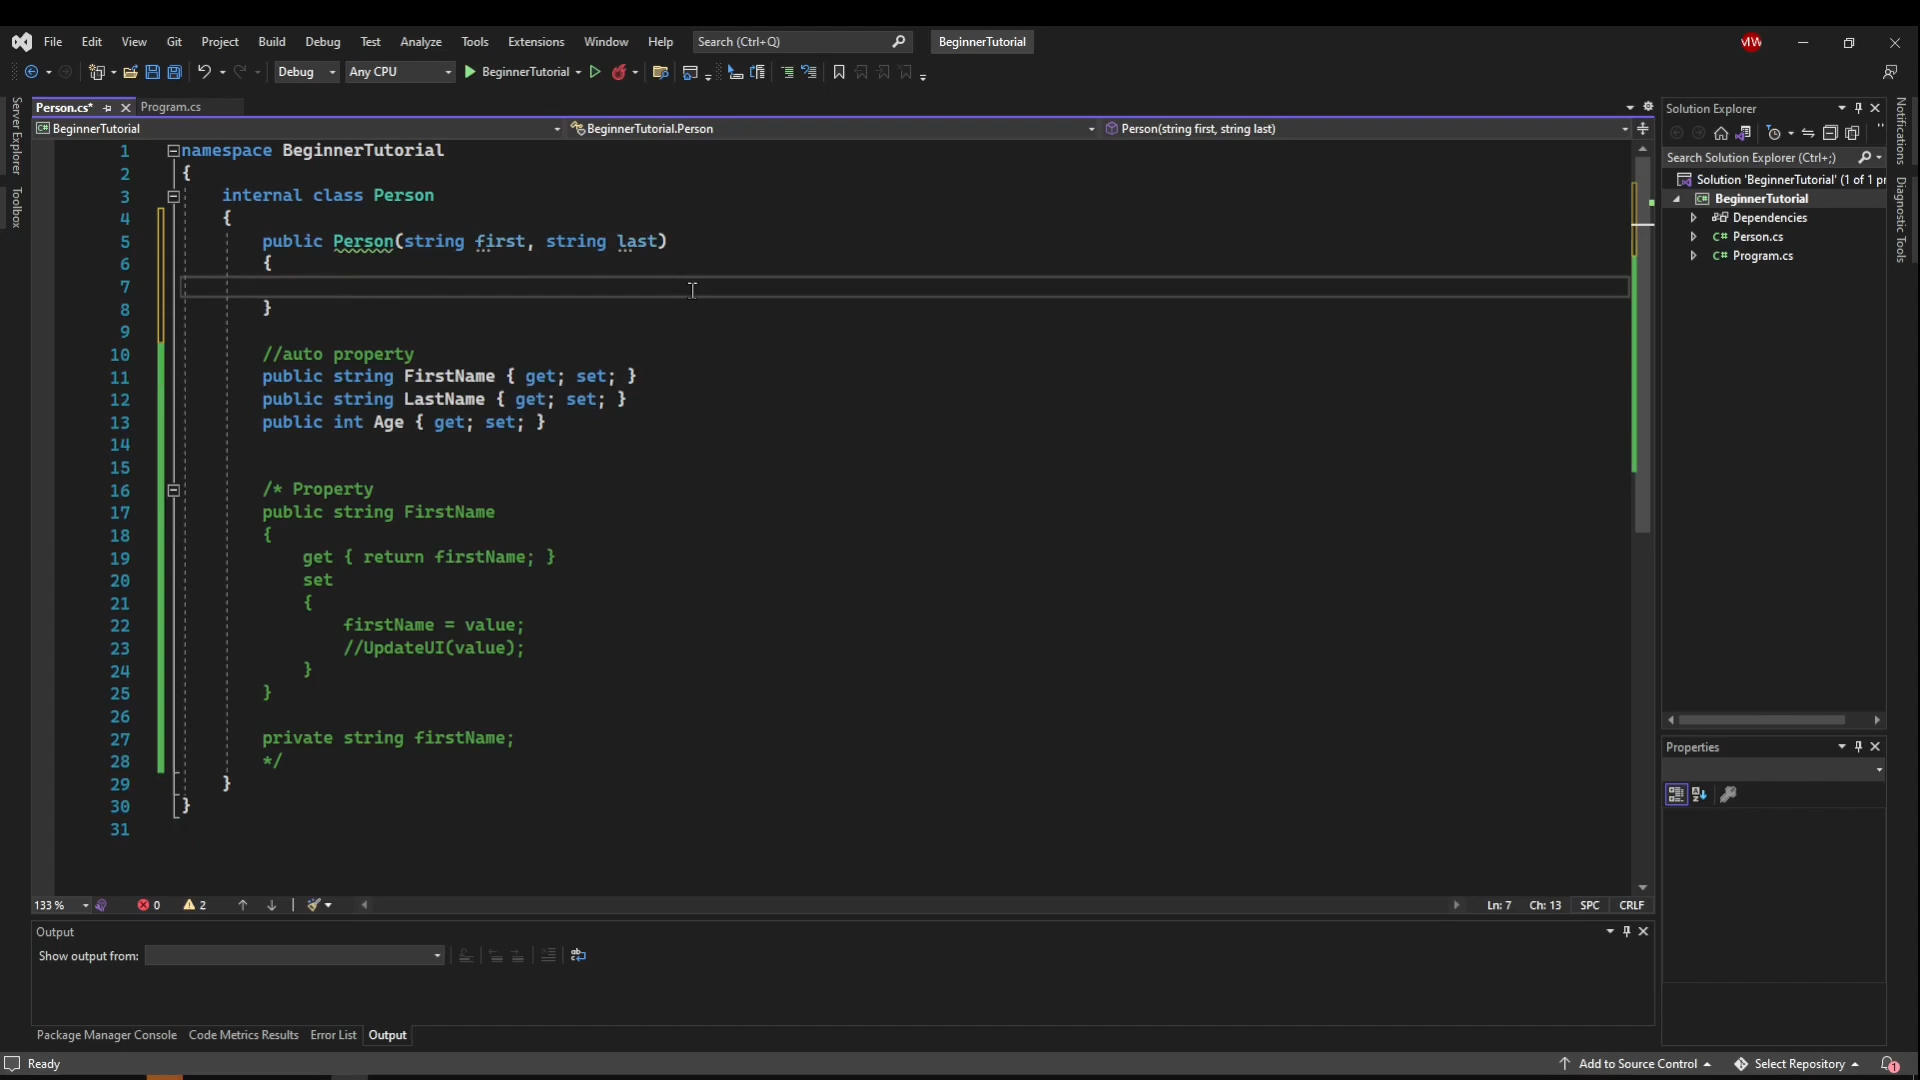 File Edit View Git Project Build Debug Test Analyze Tools Extensions Window Help Search (Ctrl+Q) BeginnerTutorial MW
Debug Any CPU BeginnerTutorial
Person.cs* Program.cs
BeginnerTutorial BeginnerTutorial.Person Person(string first, string last)
Server Explorer
Toolbox
1 namespace BeginnerTutorial
2 {
3 internal class Person
4 {
5 public Person(string first, string last)
6 {
7
8 }
9
10 //auto property
11 public string FirstName { get; set; }
12 public string LastName { get; set; }
13 public int Age { get; set; }
14
15
16 /* Property
17 public string FirstName
18 {
19 get { return firstName; }
20 set
21 {
22 firstName = value;
23 //UpdateUI(value);
24 }
25 }
26
27 private string firstName;
28 */
29 }
30 }
31
133 % 0 2 Ln: 7 Ch: 13 SPC CRLF
Output
Show output from:
Package Manager Console Code Metrics Results Error List Output
Solution Explorer
Search Solution Explorer (Ctrl+;)
Solution 'BeginnerTutorial' (1 of 1 pr
C# BeginnerTutorial
Dependencies
C# Person.cs
C# Program.cs
Properties
Notifications
Diagnostic Tools
Ready Add to Source Control Select Repository 1